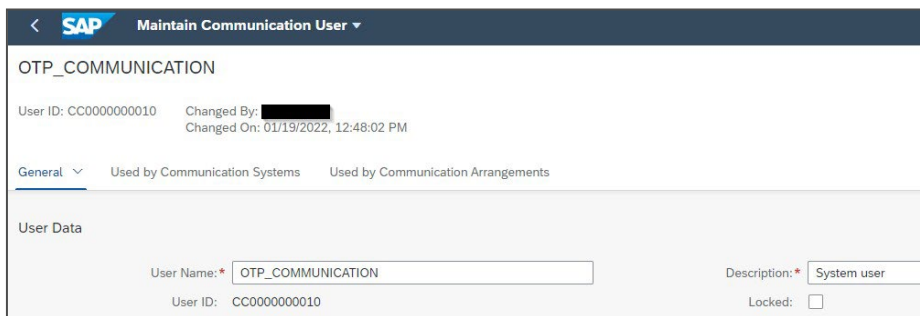 SAP Maintain Communication User
OTP_COMMUNICATION
User ID: CC0000000010 Changed By:
Changed On: 01/19/2022, 12:48:02 PM
General Used by Communication Systems Used by Communication Arrangements
User Data
User Name:* OTP_COMMUNICATION Description:* System user
User ID: CC0000000010 Locked: